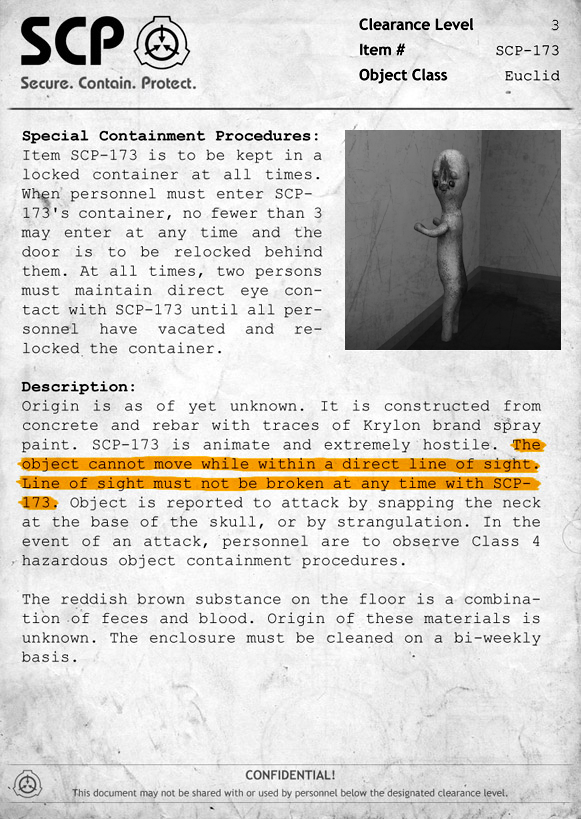 SCP
Secure. Contain. Protect.
Clearance Level 3
Item # SCP-173
Object Class Euclid
Special Containment Procedures:
Item SCP-173 is to be kept in a
locked container at all times.
When personnel must enter SCP-
173's container, no fewer than 3
may enter at any time and the
door is to be relocked behind
them. At all times, two persons
must maintain direct eye con-
tact with SCP-173 until all per-
sonnel have vacated and re-
locked the container.
Description:
Origin is as of yet unknown. It is constructed from
concrete and rebar with traces of Krylon brand spray
paint. SCP-173 is animate and extremely hostile. The
object cannot move while within a direct line of sight.
Line of sight must not be broken at any time with SCP-
173. Object is reported to attack by snapping the neck
at the base of the skull, or by strangulation. In the
event of an attack, personnel are to observe Class 4
hazardous object containment procedures.
The reddish brown substance on the floor is a combina-
tion of feces and blood. Origin of these materials is
unknown. The enclosure must be cleaned on a bi-weekly
basis.
CONFIDENTIAL!
This document may not be shared with or used by personnel below the designated clearance level.